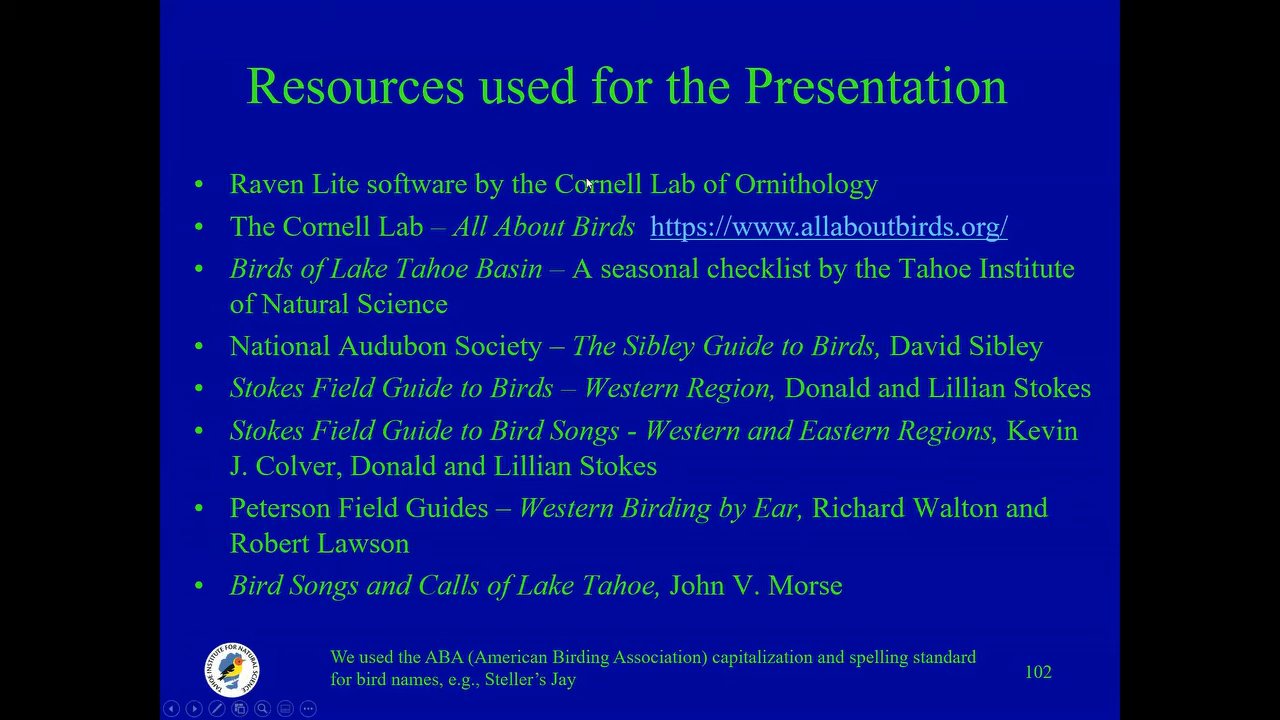 Resources used for the Presentation
• Raven Lite software by the Cornell Lab of Ornithology
• The Cornell Lab – All About Birds https://www.allaboutbirds.org/
• Birds of Lake Tahoe Basin – A seasonal checklist by the Tahoe Institute
of Natural Science
• National Audubon Society – The Sibley Guide to Birds, David Sibley
• Stokes Field Guide to Birds – Western Region, Donald and Lillian Stokes
• Stokes Field Guide to Bird Songs - Western and Eastern Regions, Kevin
J. Colver, Donald and Lillian Stokes
• Peterson Field Guides – Western Birding by Ear, Richard Walton and
Robert Lawson
• Bird Songs and Calls of Lake Tahoe, John V. Morse
TAHOE INSTITUTE FOR NATURAL SCIENCE
We used the ABA (American Birding Association) capitalization and spelling standard
for bird names, e.g., Steller’s Jay
102